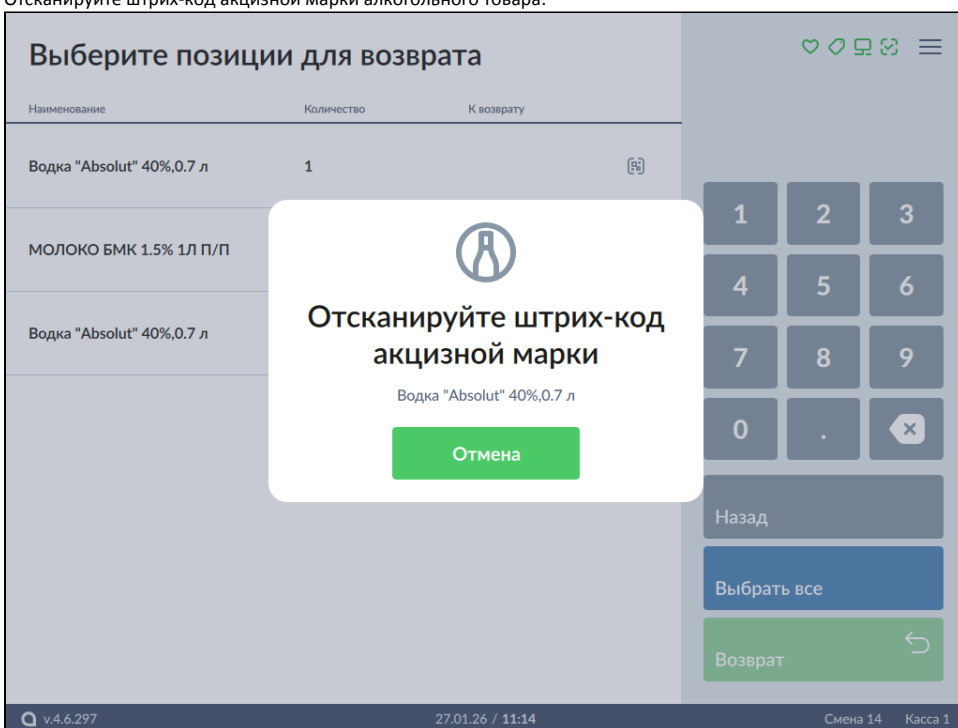 Отсканируйте штрих-код акцизной марки алкогольного товара.
Выберите позиции для возврата
Наименование Количество К возврату
Водка "Absolut" 40%,0.7 л 1
МОЛОКО БМК 1.5% 1Л П/П
Водка "Absolut" 40%,0.7 л
Отсканируйте штрих-код
акцизной марки
Водка "Absolut" 40%,0.7 л
Отмена
1 2 3
4 5 6
7 8 9
0 .
Назад
Выбрать все
Возврат
v.4.6.297 27.01.26 / 11:14 Смена 14 Касса 1